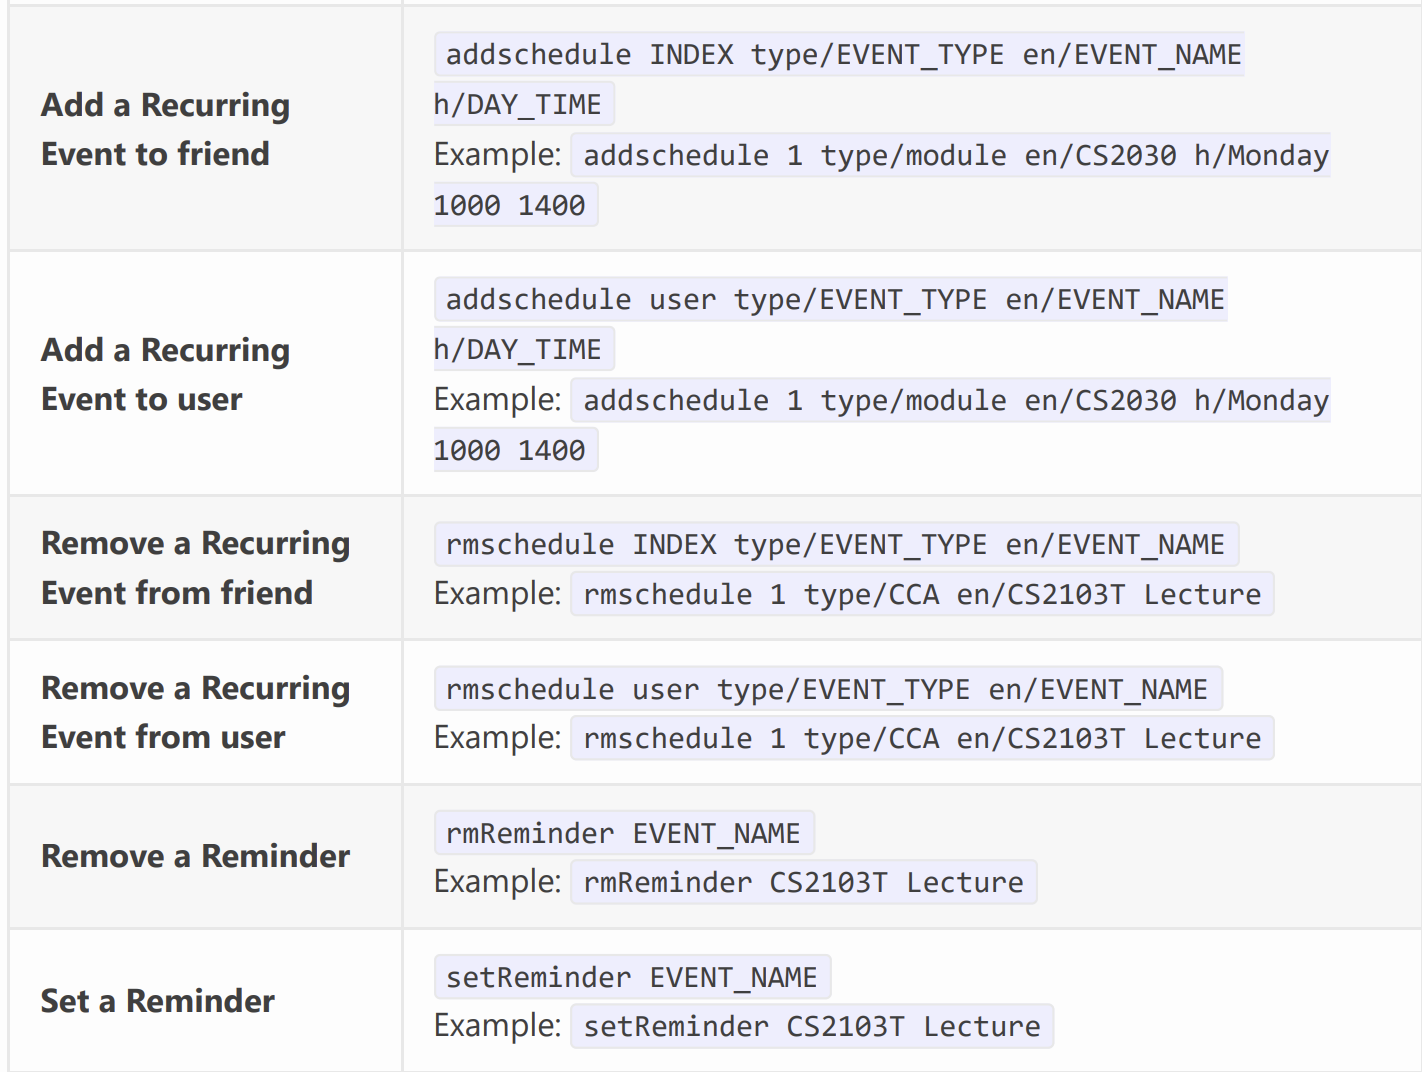 Add a Recurring
Event to friend
addschedule INDEX type/EVENT_TYPE en/EVENT_NAME
h/DAY_TIME
Example: addschedule 1 type/module en/CS2030 h/Monday
1000 1400
Add a Recurring
Event to user
addschedule user type/EVENT_TYPE en/EVENT_NAME
h/DAY_TIME
Example: addschedule 1 type/module en/CS2030 h/Monday
1000 1400
Remove a Recurring
Event from friend
rmschedule INDEX type/EVENT_TYPE en/EVENT_NAME
Example: rmschedule 1 type/CCA en/CS2103T Lecture
Remove a Recurring
Event from user
rmschedule user type/EVENT_TYPE en/EVENT_NAME
Example: rmschedule 1 type/CCA en/CS2103T Lecture
Remove a Reminder
rmReminder EVENT_NAME
Example: rmReminder CS2103T Lecture
Set a Reminder
setReminder EVENT_NAME
Example: setReminder CS2103T Lecture